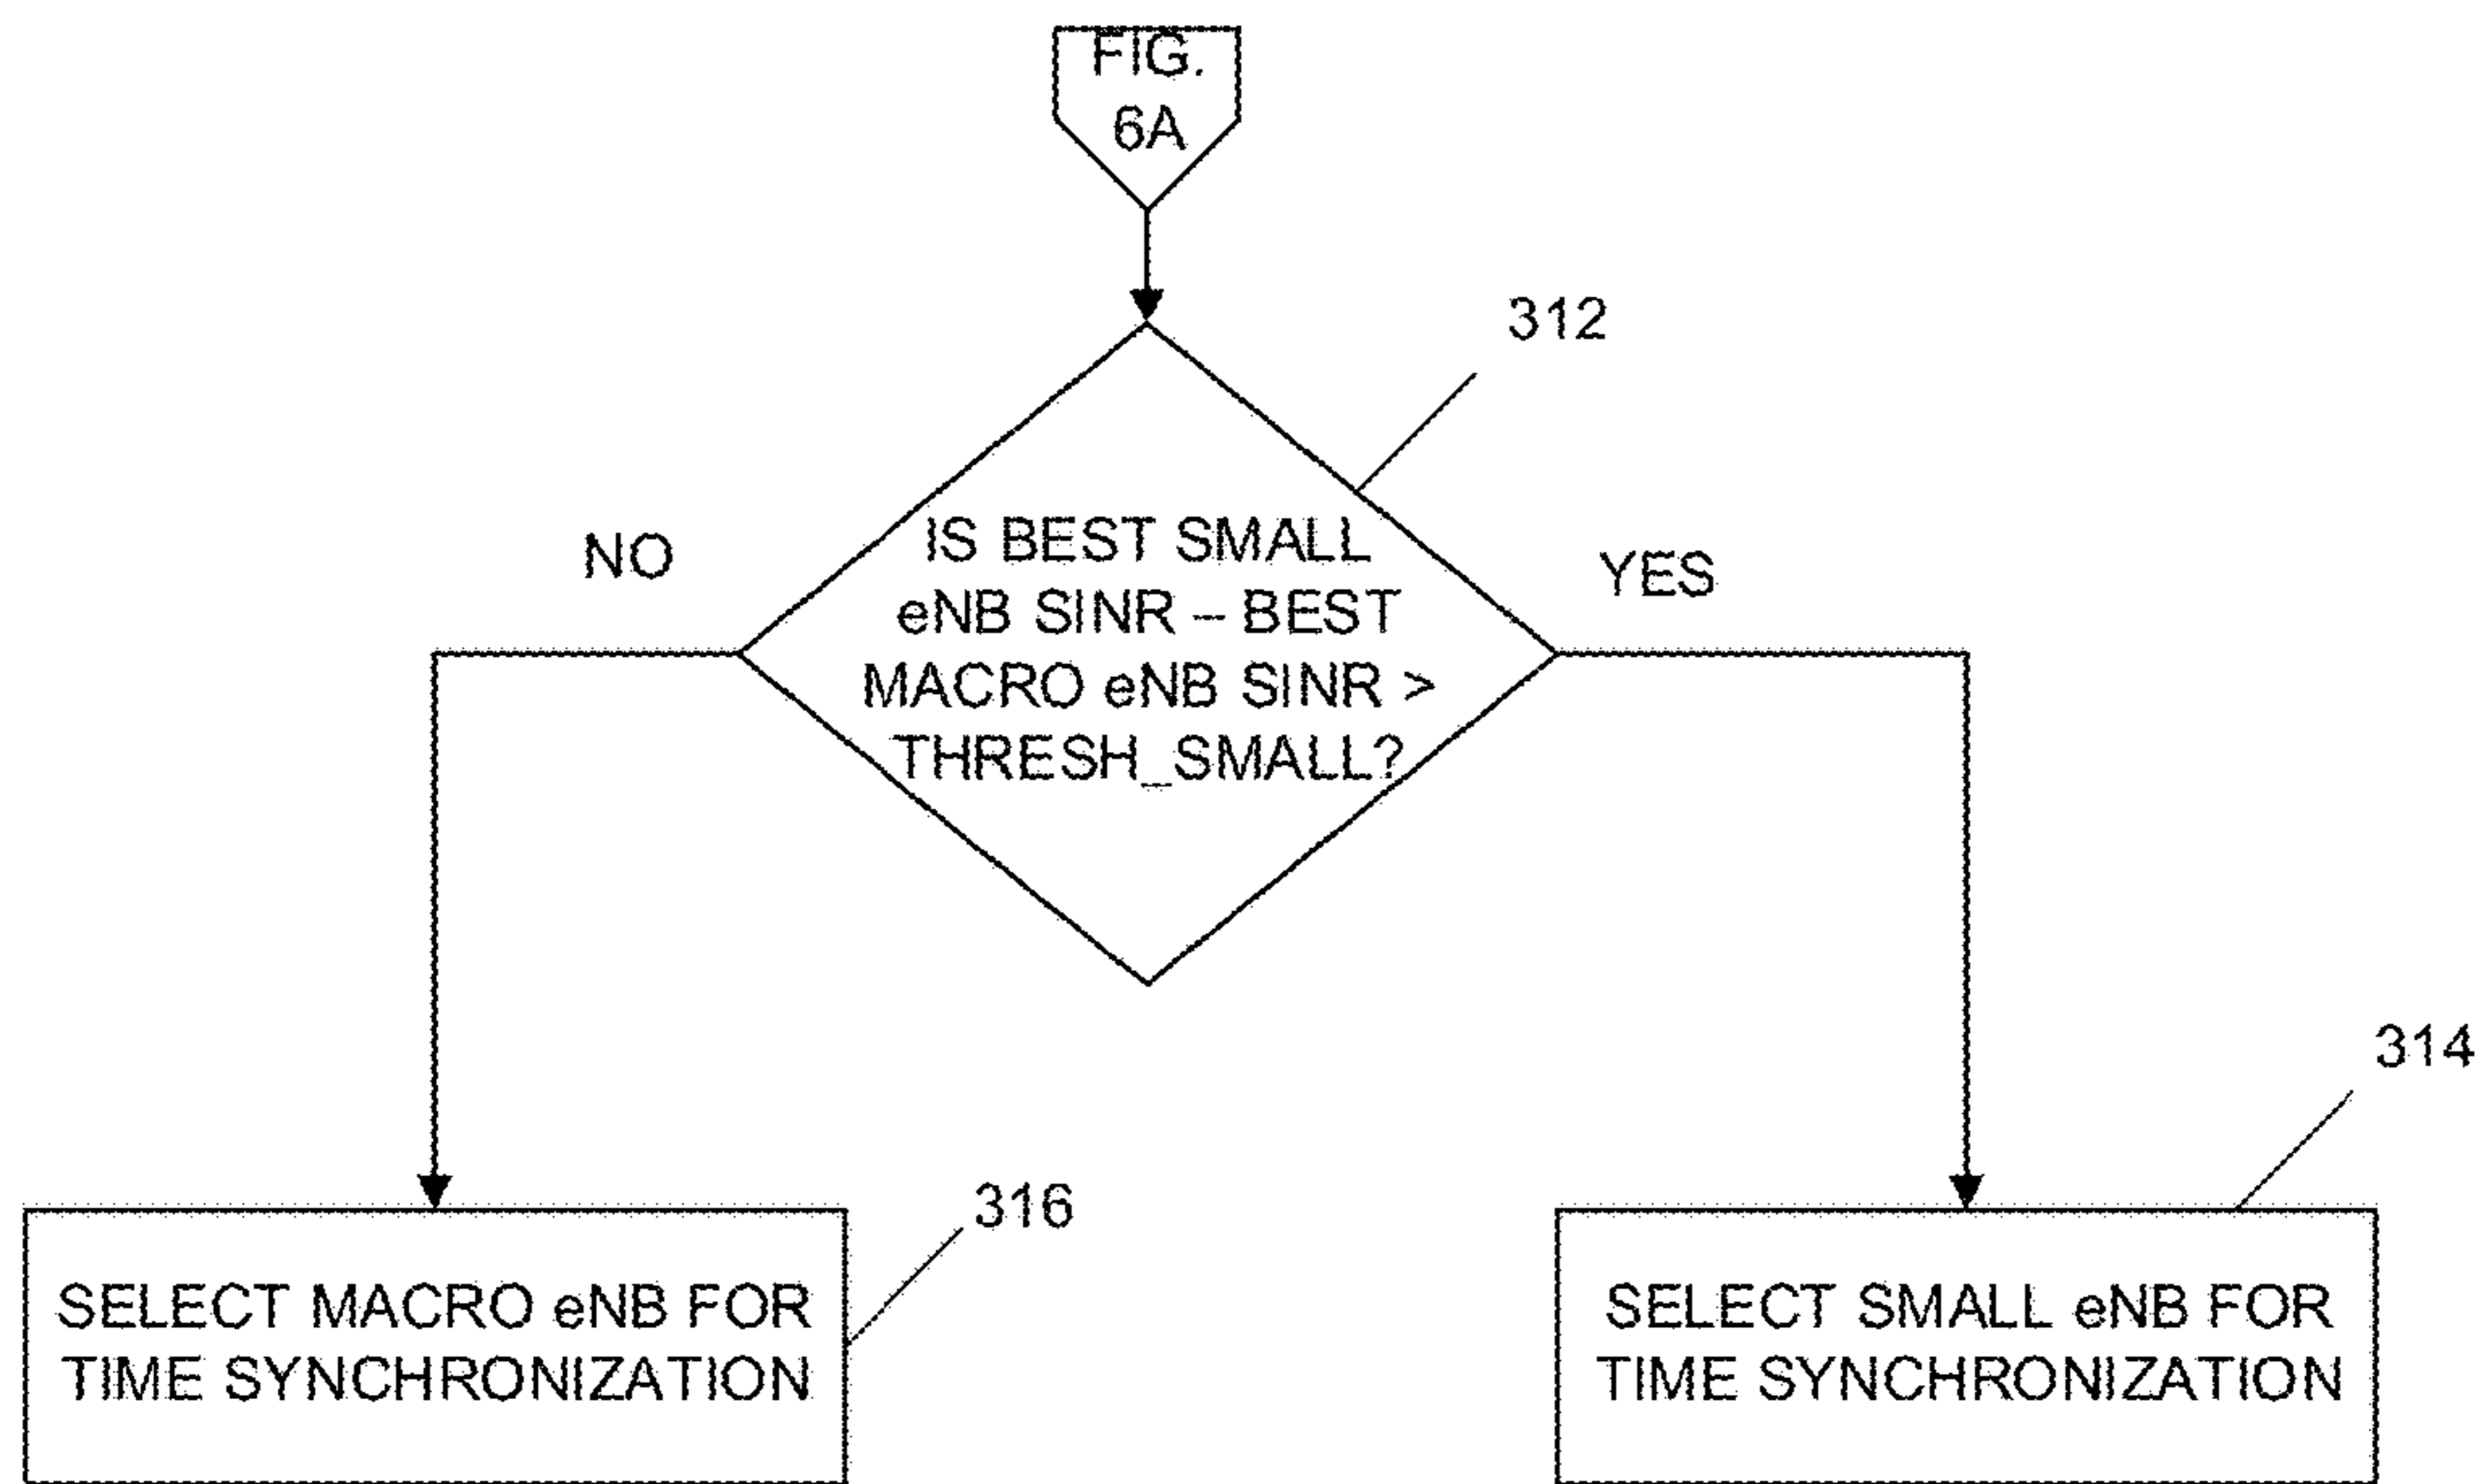 FIG.
6A
312
IS BEST SMALL
eNB SINR – BEST
MACRO eNB SINR >
THRESH_SMALL?
NO
YES
314
316
SELECT MACRO eNB FOR
TIME SYNCHRONIZATION
SELECT SMALL eNB FOR
TIME SYNCHRONIZATION